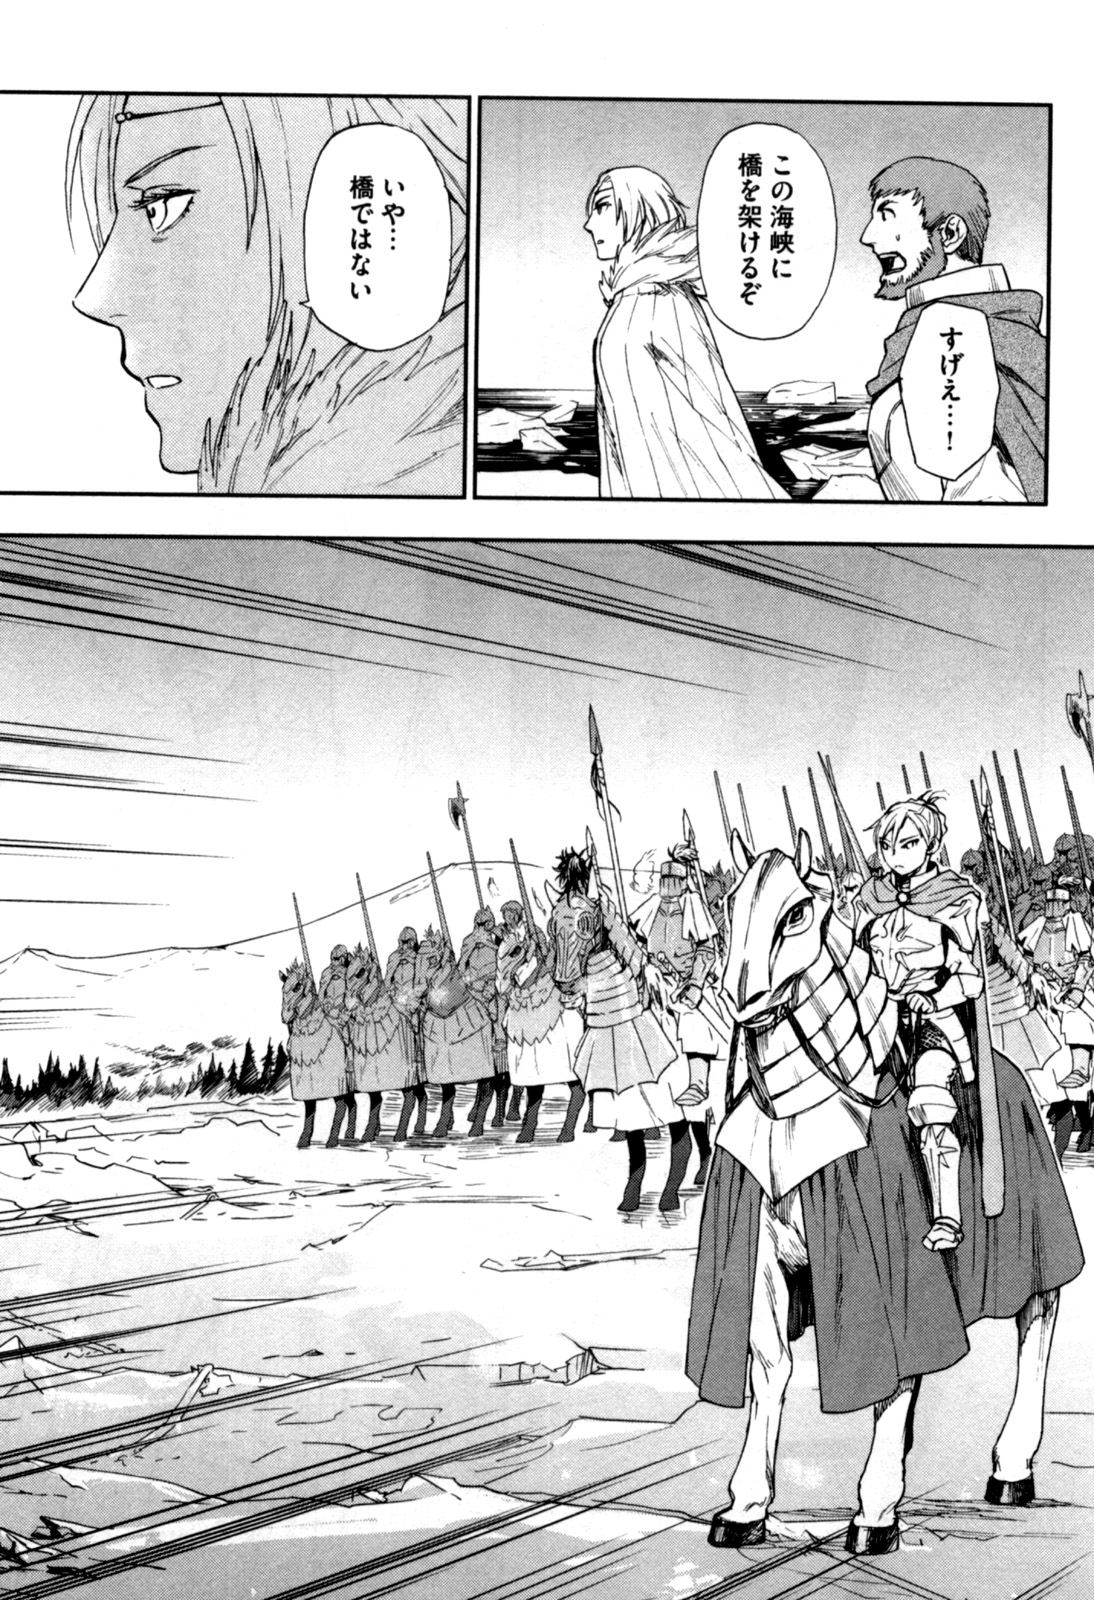 この海峡に
橋を架けるぞ
すげえ…！
いや…
橋ではない